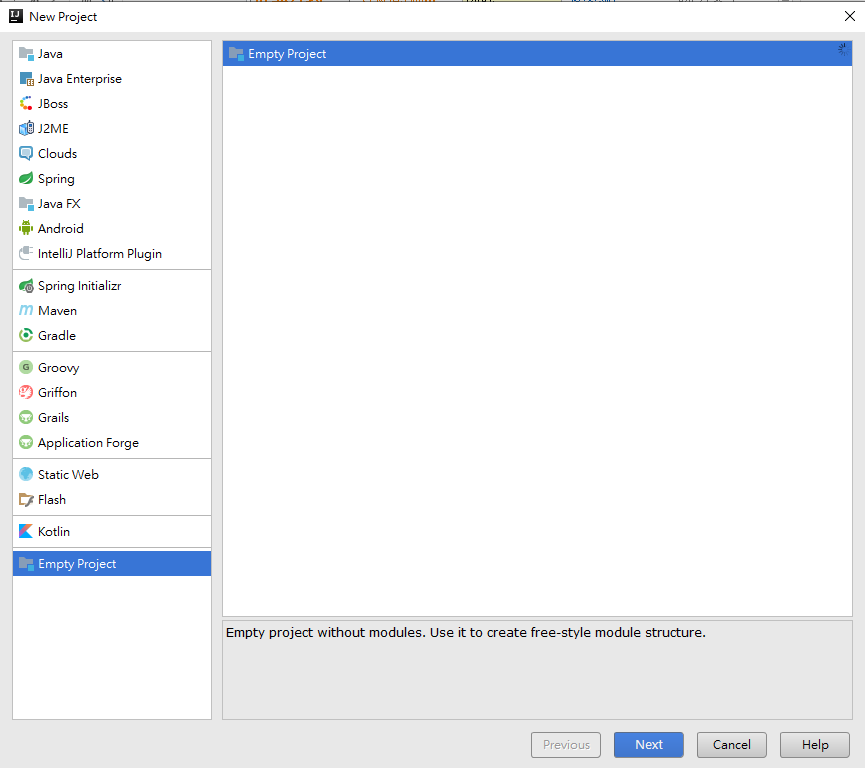 New Project
Java
Java Enterprise
JBoss
J2ME
Clouds
Spring
Java FX
Android
IntelliJ Platform Plugin
Spring Initializr
Maven
Gradle
Groovy
Griffon
Grails
Application Forge
Static Web
Flash
Kotlin
Empty Project
Empty Project
Empty project without modules. Use it to create free-style module structure.
Previous
Next
Cancel
Help